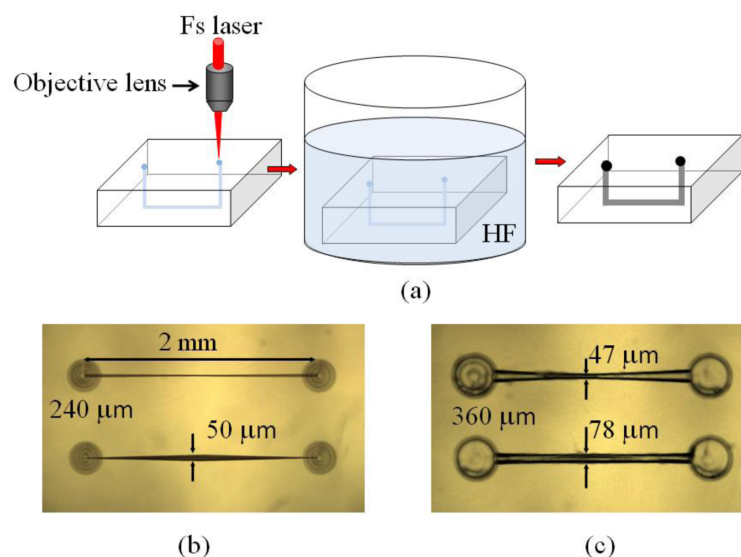 Fs laser
Objective lens
HF
(a)
2 mm
240 μm
50 μm
(b)
47 μm
360 μm
78 μm
(c)